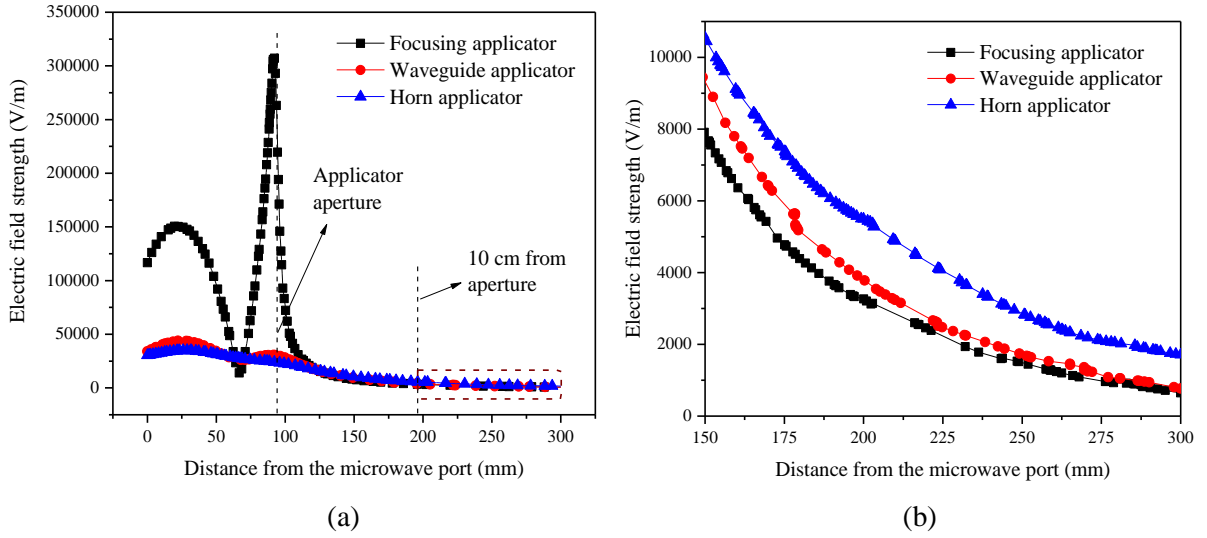 350000
300000
250000
200000
150000
100000
50000
0
Electric field strength (V/m)
Focusing applicator
Waveguide applicator
Horn applicator
Applicator
aperture
10 cm from
aperture
0 50 100 150 200 250 300
Distance from the microwave port (mm)
(a)
10000
8000
6000
4000
2000
0
Electric field strength (V/m)
Focusing applicator
Waveguide applicator
Horn applicator
150 175 200 225 250 275 300
Distance from the microwave port (mm)
(b)